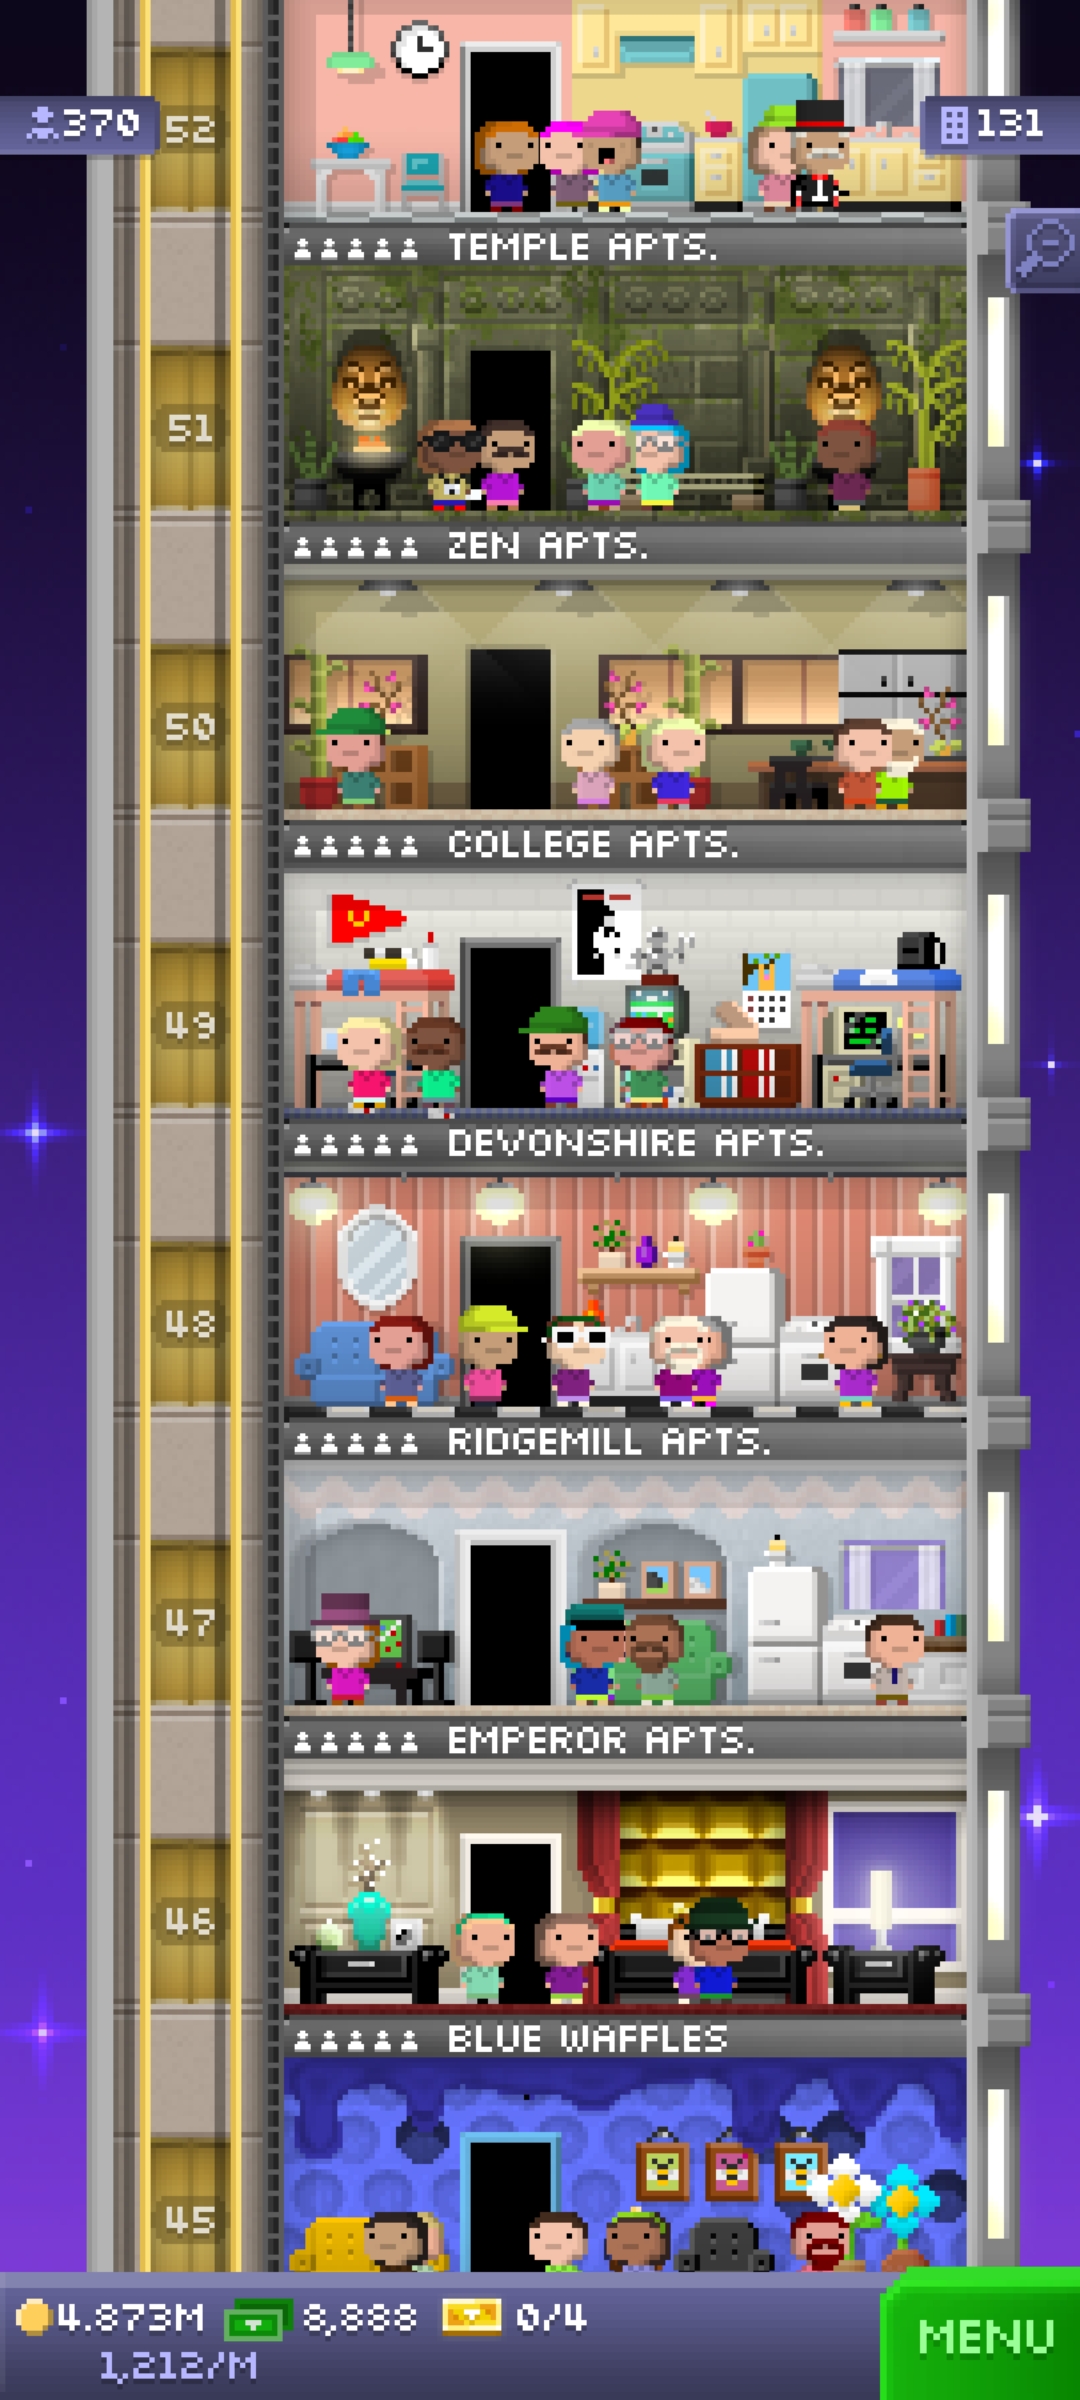 370
52
131
TEMPLE APTS.
51
ZEN APTS.
50
COLLEGE APTS.
49
DEVONSHIRE APTS.
48
RIDGEMILL APTS.
47
EMPEROR APTS.
46
BLUE WAFFLES
45
4.873M 8,888 0/4
1,212/M
MENU